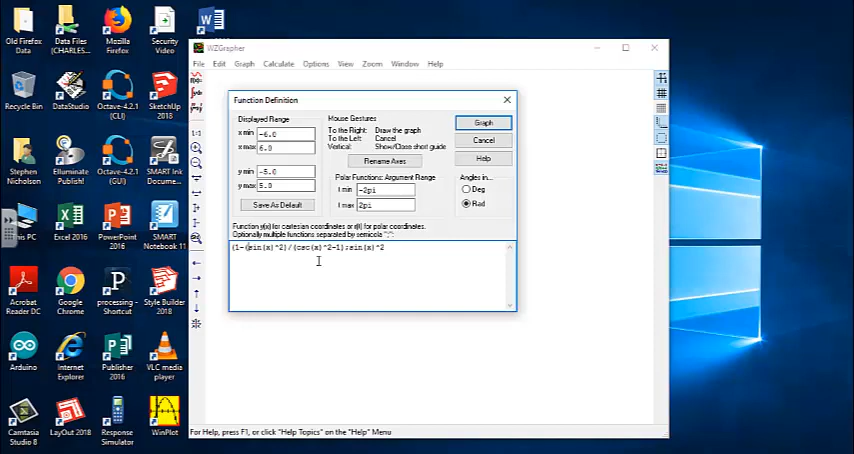 Old Firefox
Data
Data Files
(CHARLES...
Mozilla
Firefox
Security
Video
Recycle Bin
DataStudio
Octave-4.2.1
(CLI)
SketchUp
2018
Stephen
Nicholson
Elluminate
Publish!
Octave-4.2.1
(GUI)
SMART Ink
Docume...
This PC
Excel 2016
PowerPoint
2016
SMART
Notebook 11
Acrobat
Reader DC
Google
Chrome
processing -
Shortcut
Style Builder
2018
Arduino
Internet
Explorer
Publisher
2016
VLC media
player
Camtasia
Studio 8
LayOut 2018
Response
Simulator
WinPlot
WZGrapher
File Edit Graph Calculate Options View Zoom Window Help
Function Definition
Displayed Range
x min -6.0
x max 6.0
y min -5.0
y max 5.0
Save As Default
Mouse Gestures
To the Right: Draw the graph
To the Left: Cancel
Vertical: Show/Close short guide
Rename Axes
Polar Functions: Argument Range
t min -2pi
t max 2pi
Graph
Cancel
Help
Angles in...
Deg
Rad
Function y(x) for cartesian coordinates or r(t) for polar coordinates.
Optionally multiple functions separated by semicola ";":
(1-(sin(x)^2)/(csc(x)^2-1);sin(x)^2
For Help, press F1, or click "Help Topics" on the "Help" Menu